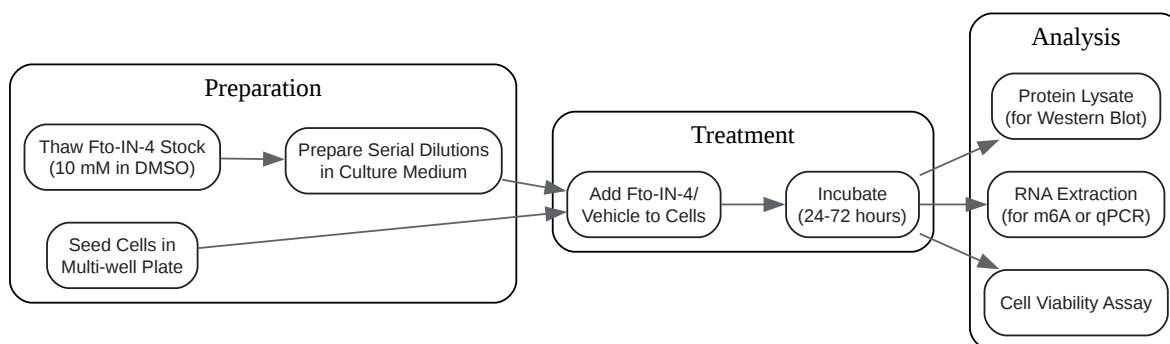 Preparation
Thaw Fto-IN-4 Stock
(10 mM in DMSO)
Prepare Serial Dilutions
in Culture Medium
Seed Cells in
Multi-well Plate
Treatment
Add Fto-IN-4/
Vehicle to Cells
Incubate
(24-72 hours)
Analysis
Protein Lysate
(for Western Blot)
RNA Extraction
(for m6A or qPCR)
Cell Viability Assay